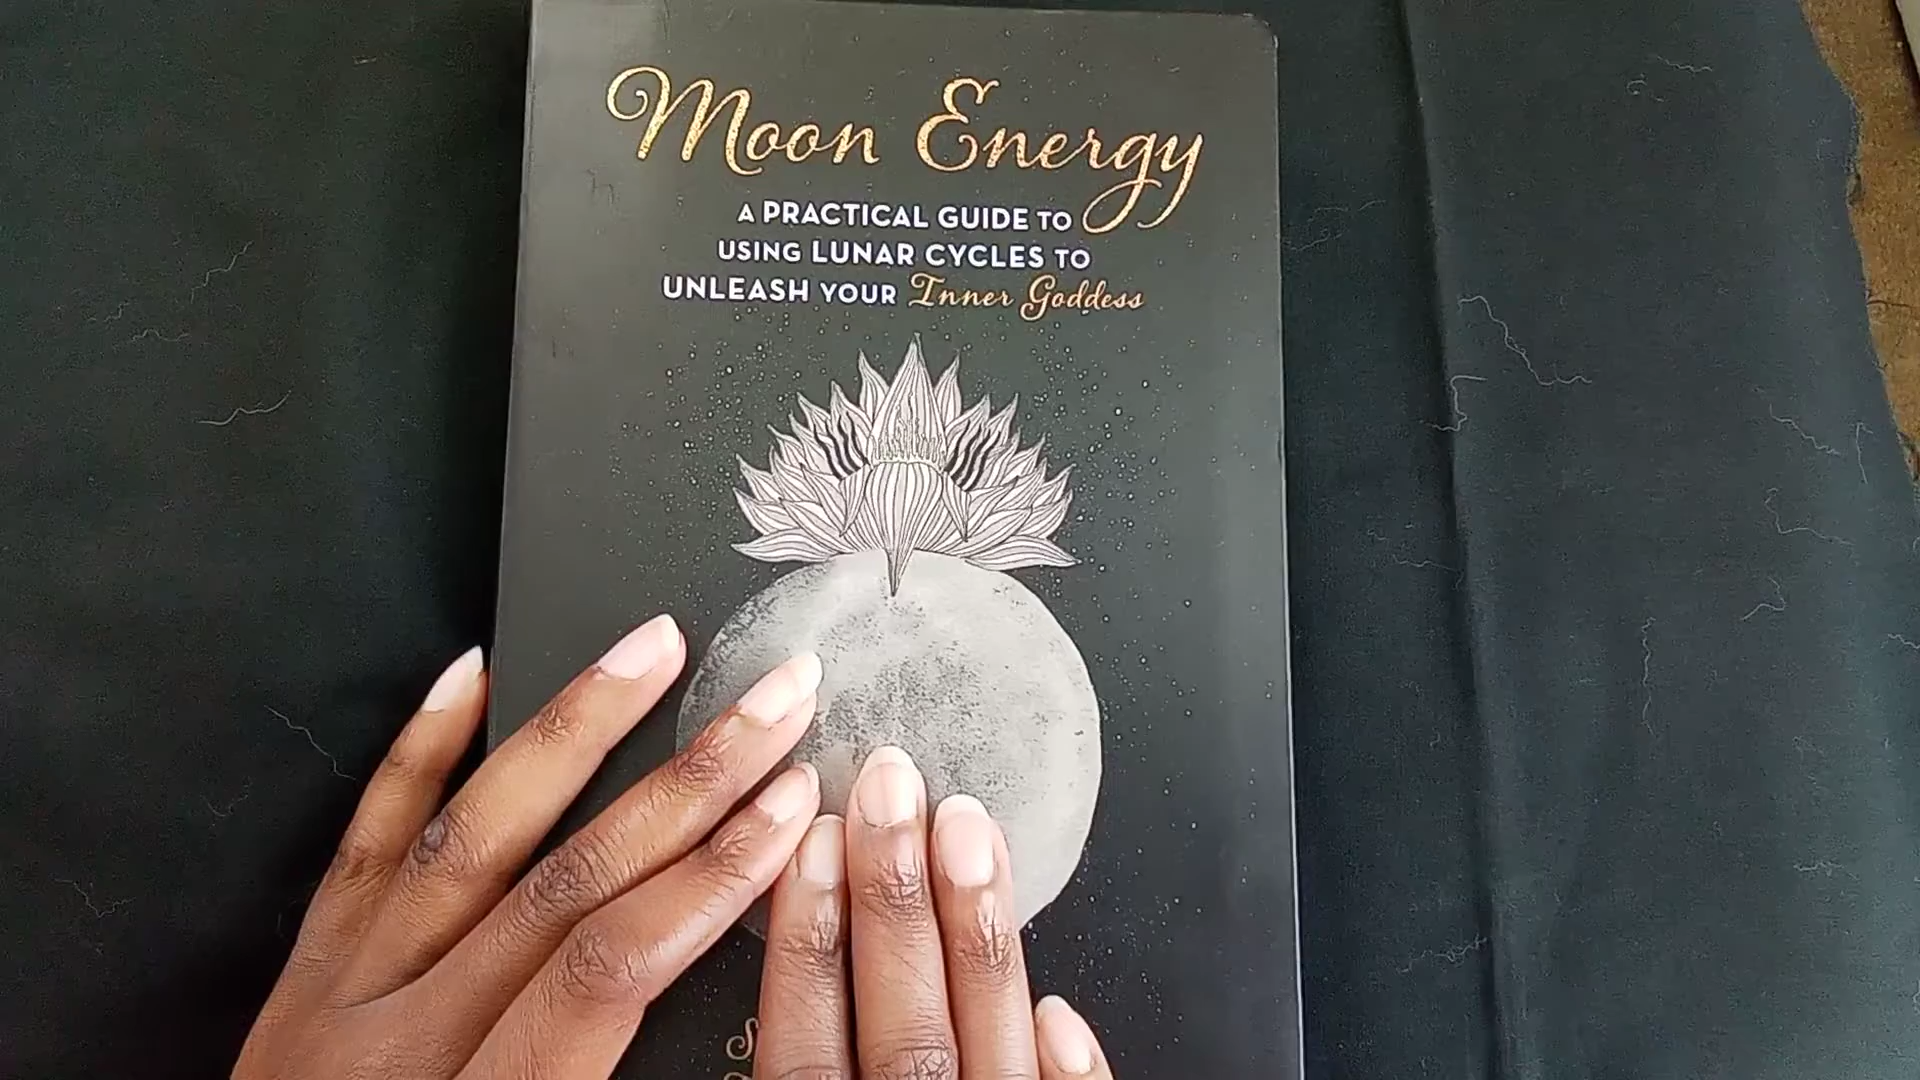 Moon Energy
A PRACTICAL GUIDE TO
USING LUNAR CYCLES TO
UNLEASH YOUR Inner Goddess